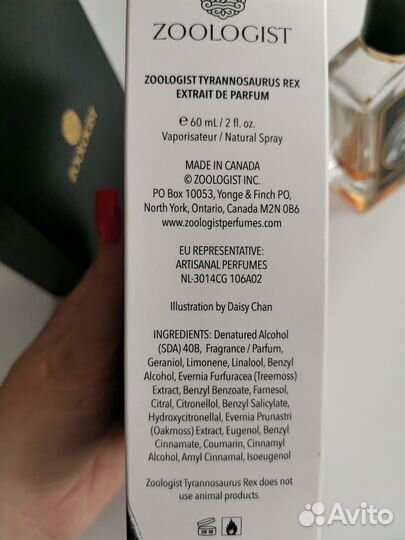 ZOOLOGIST
ZOOLOGIST TYRANNOSAURUS REX
EXTRAIT DE PARFUM
℮ 60 mL / 2 fl. oz.
Vaporisateur / Natural Spray
MADE IN CANADA
© ZOOLOGIST INC.
PO Box 10053, Yonge & Finch PO,
North York, Ontario, Canada M2N 0B6
www.zoologistperfumes.com
EU REPRESENTATIVE:
ARTISANAL PERFUMES
NL-3014CG 106A02
Illustration by Daisy Chan
INGREDIENTS: Denatured Alcohol
(SDA) 40B, Fragrance / Parfum,
Geraniol, Limonene, Linalool, Benzyl
Alcohol, Evernia Furfuracea (Treemoss)
Extract, Benzyl Benzoate, Farnesol,
Citral, Citronellol, Benzyl Salicylate,
Hydroxycitronellal, Evernia Prunastri
(Oakmoss) Extract, Eugenol, Benzyl
Cinnamate, Coumarin, Cinnamyl
Alcohol, Amyl Cinnamal, Isoeugenol
Zoologist Tyrannosaurus Rex does not
use animal products.
36 M
ZOOLOGIST
Avito